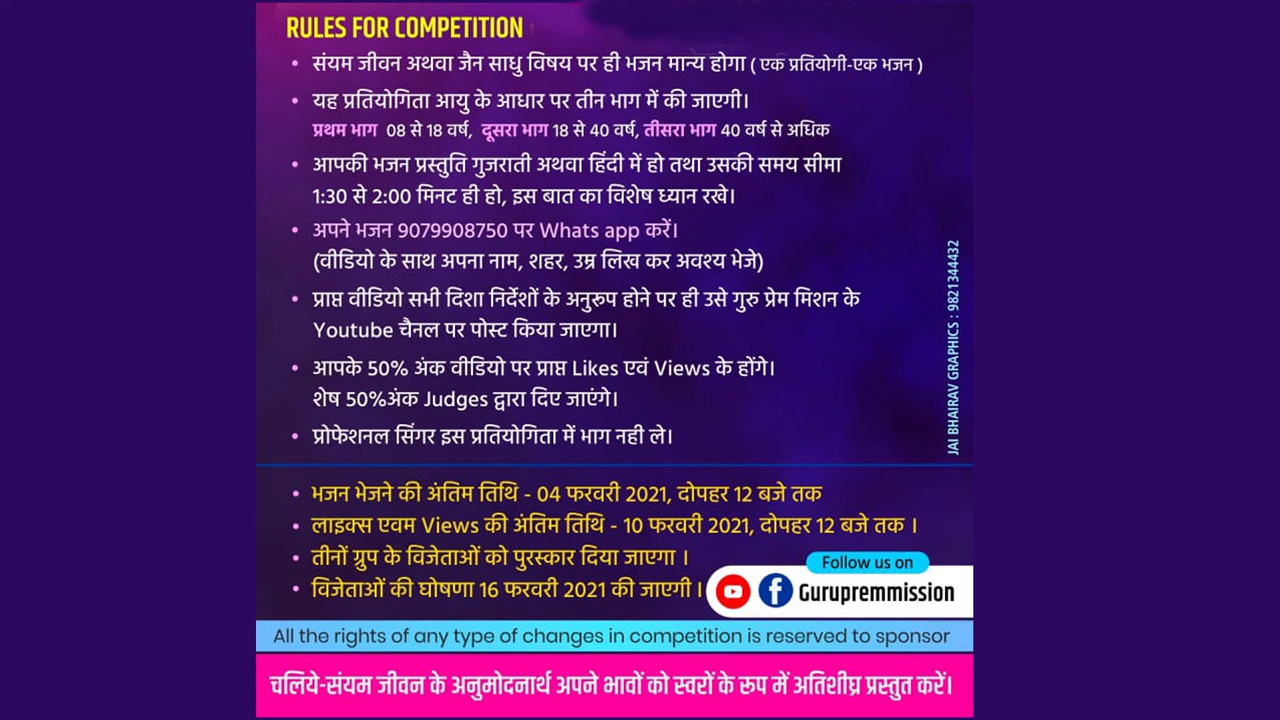 RULES FOR COMPETITION
• संयम जीवन अथवा जैन साधु विषय पर ही भजन मान्य होगा ( एक प्रतियोगी-एक भजन )
• यह प्रतियोगिता आयु के आधार पर तीन भाग में की जाएगी।
प्रथम भाग 08 से 18 वर्ष, दूसरा भाग 18 से 40 वर्ष, तीसरा भाग 40 वर्ष से अधिक
• आपकी भजन प्रस्तुति गुजराती अथवा हिंदी में हो तथा उसकी समय सीमा
1:30 से 2:00 मिनट ही हो, इस बात का विशेष ध्यान रखे।
• अपने भजन 9079908750 पर Whats app करें।
(वीडियो के साथ अपना नाम, शहर, उम्र लिख कर अवश्य भेजे)
• प्राप्त वीडियो सभी दिशा निर्देशों के अनुरूप होने पर ही उसे गुरु प्रेम मिशन के
Youtube चैनल पर पोस्ट किया जाएगा।
• आपके 50% अंक वीडियो पर प्राप्त Likes एवं Views के होंगे।
शेष 50%अंक Judges द्वारा दिए जाएंगे।
• प्रोफेशनल सिंगर इस प्रतियोगिता में भाग नही ले।
JAI BHAIRAV GRAPHICS : 9821344432
• भजन भेजने की अंतिम तिथि - 04 फरवरी 2021, दोपहर 12 बजे तक
• लाइक्स एवम Views की अंतिम तिथि - 10 फरवरी 2021, दोपहर 12 बजे तक ।
• तीनों ग्रुप के विजेताओं को पुरस्कार दिया जाएगा ।
• विजेताओं की घोषणा 16 फरवरी 2021 की जाएगी ।
Follow us on
Gurupremmission
All the rights of any type of changes in competition is reserved to sponsor
चलिये-संयम जीवन के अनुमोदनार्थ अपने भावों को स्वरों के रूप में अतिशीघ्र प्रस्तुत करें।